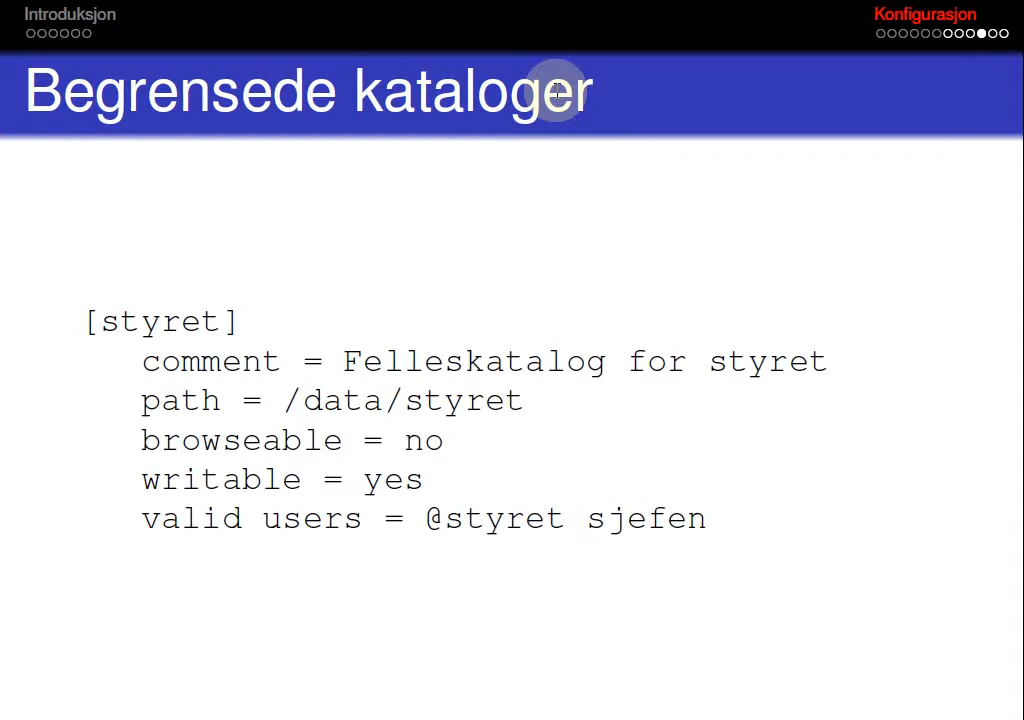 Introduksjon
Konfigurasjon
Begrensede kataloger
[styret]
comment = Felleskatalog for styret
path = /data/styret
browseable = no
writable = yes
valid users = @styret sjefen